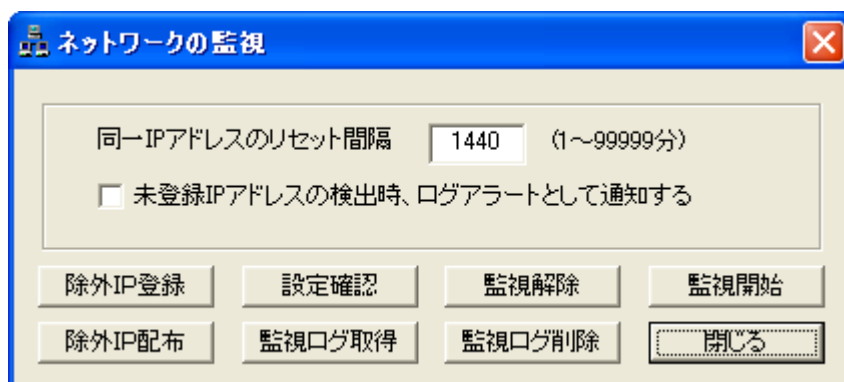 ネットワークの監視
同一IPアドレスのリセット間隔 1440 (1～99999分)
未登録IPアドレスの検出時、ログアラートとして通知する
除外IP登録 設定確認 監視解除 監視開始
除外IP配布 監視ログ取得 監視ログ削除 閉じる